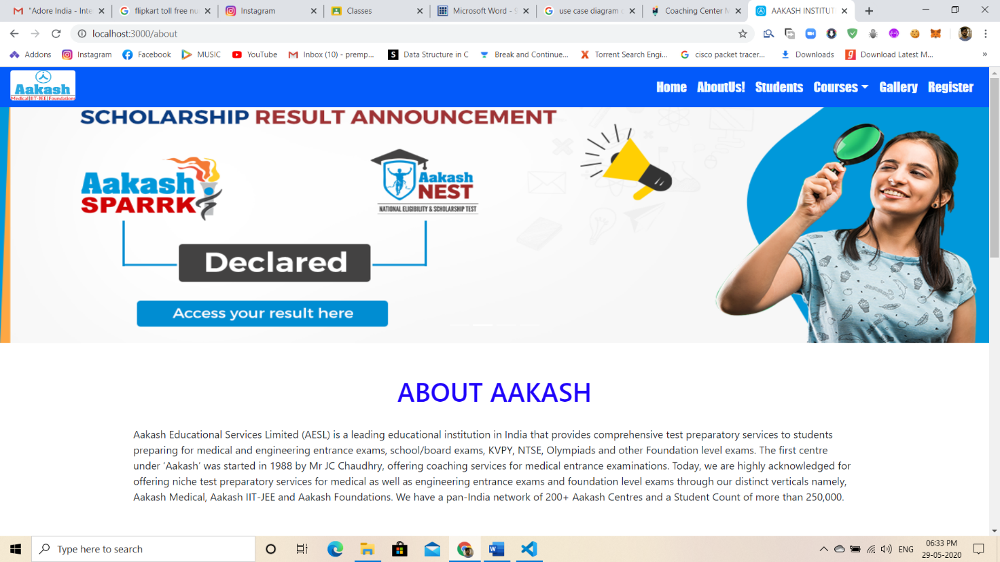 "Adore India - Inte
flipkart toll free nu
Instagram
Classes
Microsoft Word - S
use case diagram o
Coaching Center M
AAKASH INSTITUT
localhost:3000/about
Addons
Instagram
Facebook
MUSIC
YouTube
Inbox (10) - premp...
Data Structure in C
Break and Continue...
Torrent Search Engi...
cisco packet tracer...
Downloads
Download Latest M...
»
Aakash
Medical|IIT-JEE|Foundations
Home
AboutUs!
Students
Courses
Gallery
Register
SCHOLARSHIP RESULT ANNOUNCEMENT
Aakash
SPARRK
Aakash
NEST
NATIONAL ELIGIBILITY & SCHOLARSHIP TEST
Declared
Access your result here
ABOUT AAKASH
Aakash Educational Services Limited (AESL) is a leading educational institution in India that provides comprehensive test preparatory services to students
preparing for medical and engineering entrance exams, school/board exams, KVPY, NTSE, Olympiads and other Foundation level exams. The first centre
under ‘Aakash’ was started in 1988 by Mr JC Chaudhry, offering coaching services for medical entrance examinations. Today, we are highly acknowledged for
offering niche test preparatory services for medical as well as engineering entrance exams and foundation level exams through our distinct verticals namely,
Aakash Medical, Aakash IIT-JEE and Aakash Foundations. We have a pan-India network of 200+ Aakash Centres and a Student Count of more than 250,000.
Type here to search
ENG
06:33 PM
29-05-2020